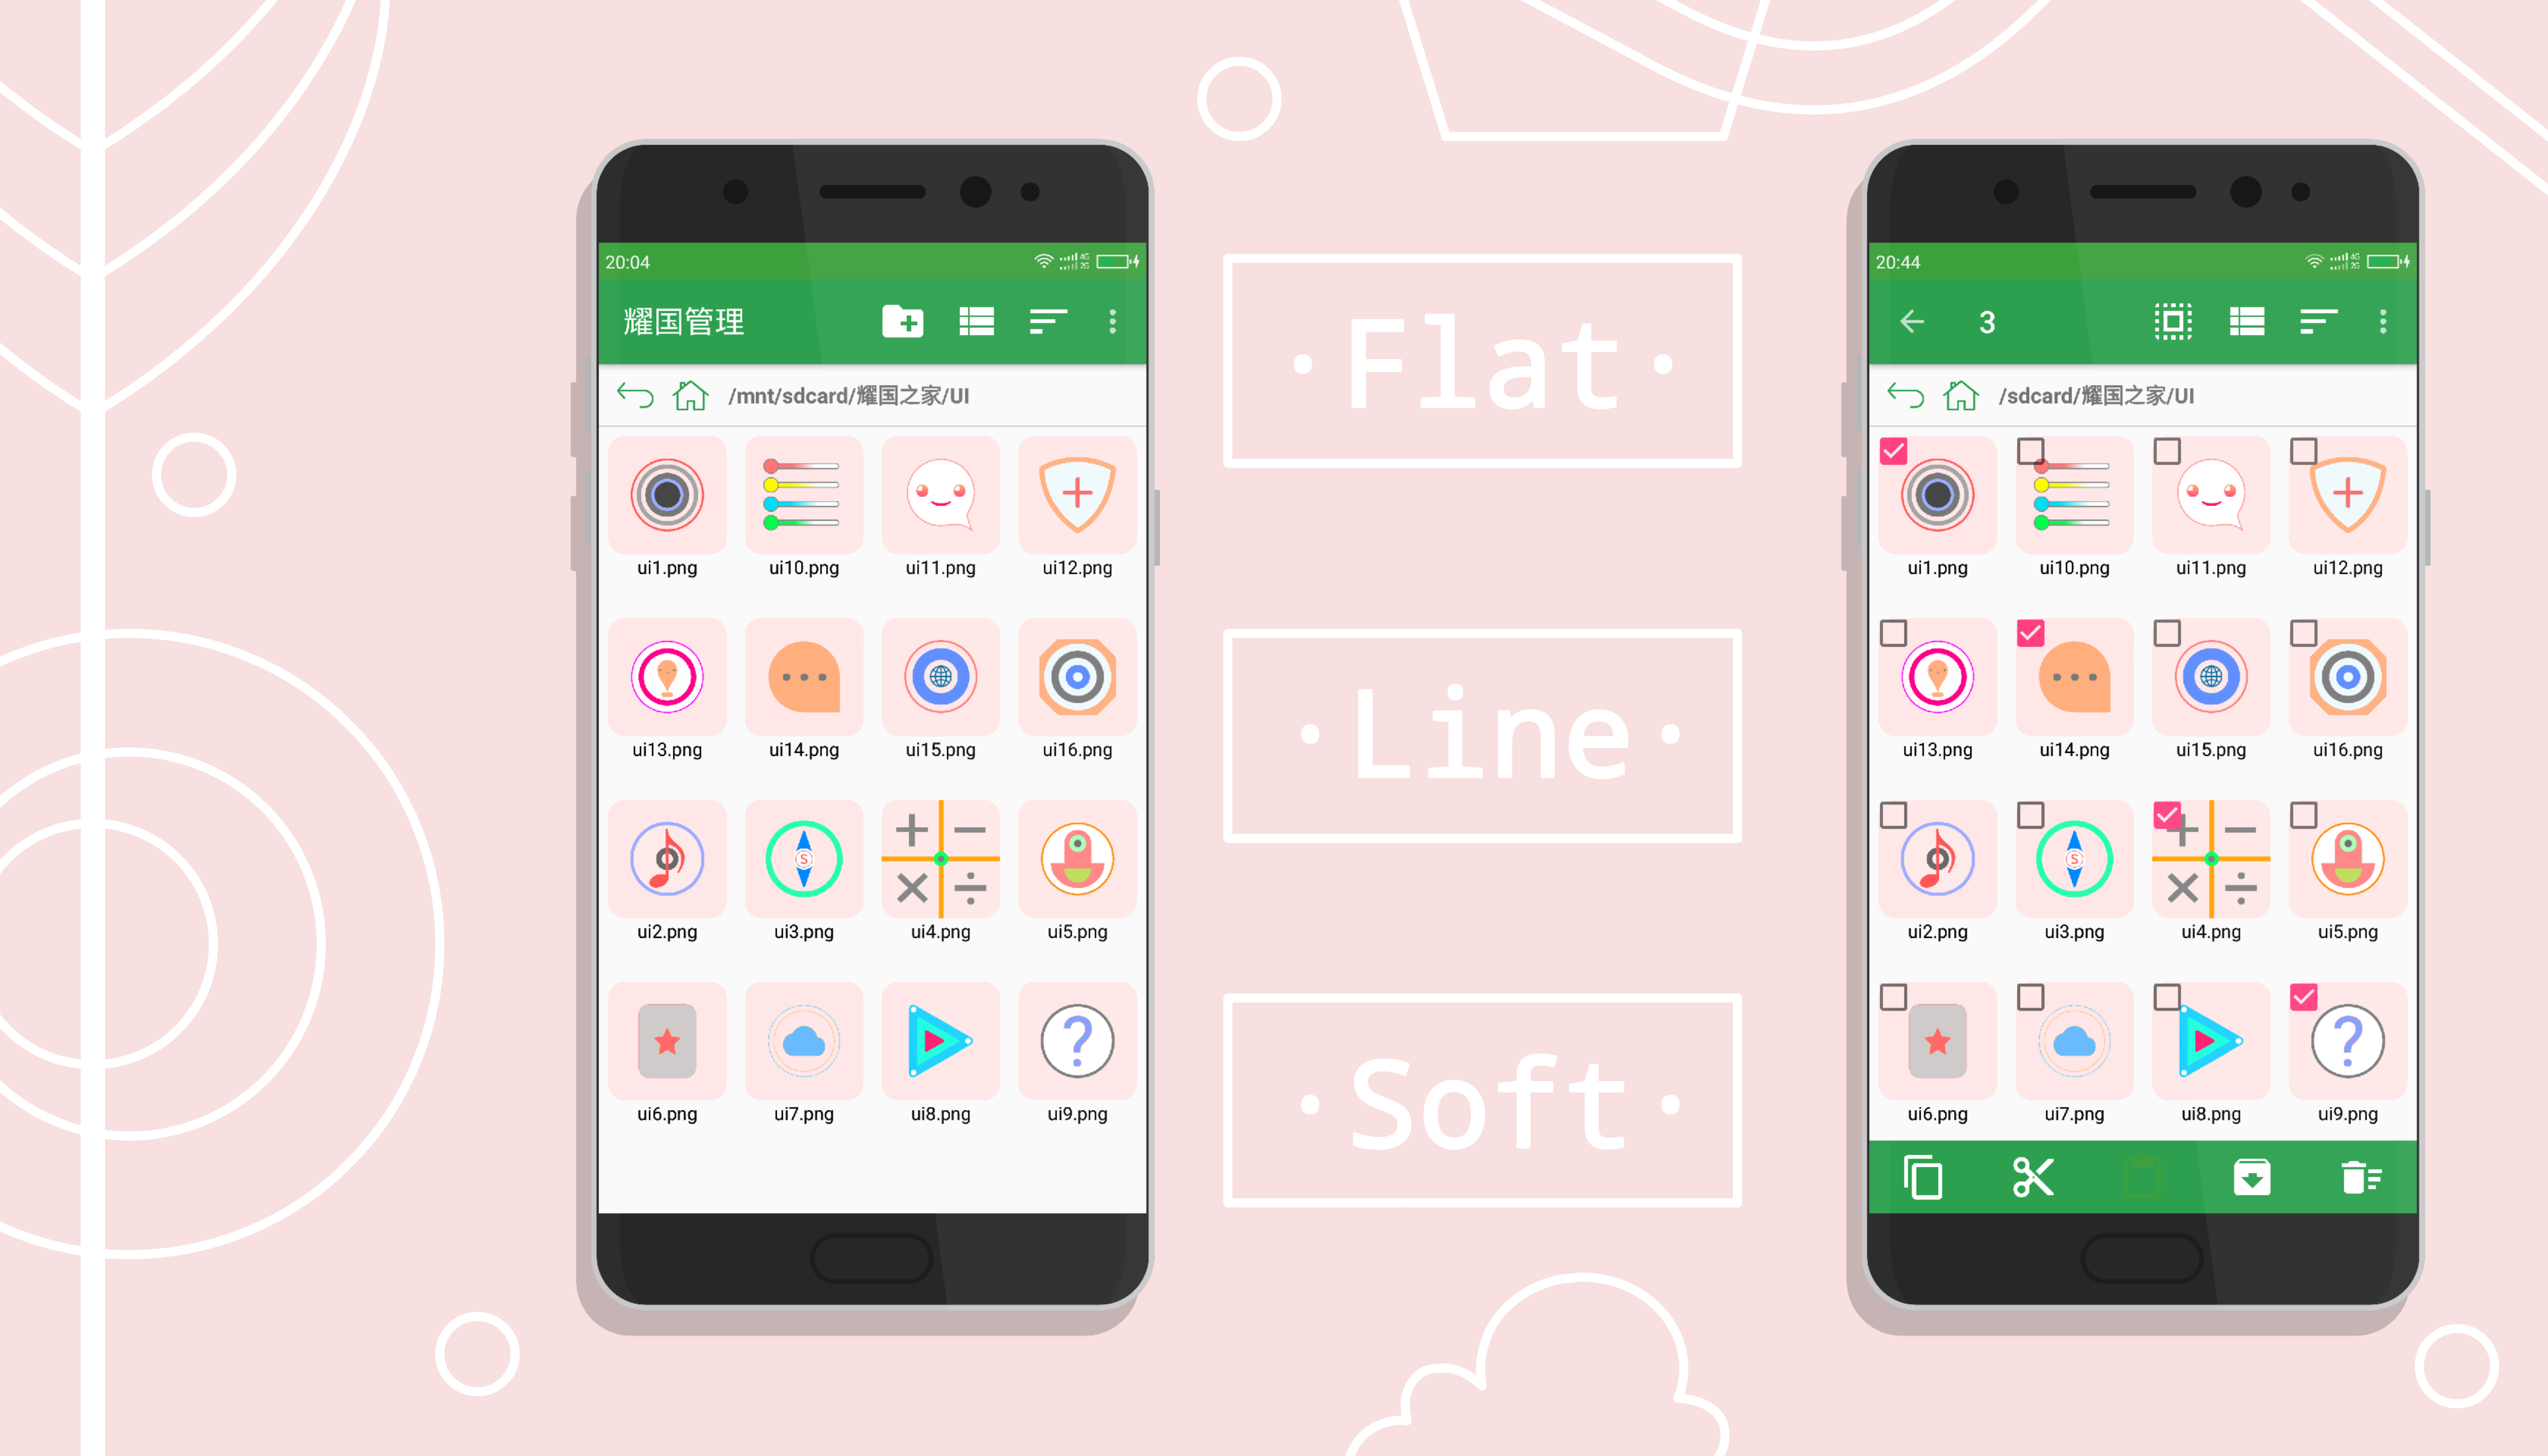 20:04
4G
2G
耀国管理
/mnt/sdcard/耀国之家/UI
ui1.png
ui10.png
ui11.png
ui12.png
ui13.png
ui14.png
ui15.png
ui16.png
S
ui2.png
ui3.png
ui4.png
ui5.png
ui6.png
ui7.png
ui8.png
ui9.png
·Flat·
·Line·
·Soft·
20:44
4G
2G
3
/sdcard/耀国之家/UI
ui1.png
ui10.png
ui11.png
ui12.png
ui13.png
ui14.png
ui15.png
ui16.png
S
ui2.png
ui3.png
ui4.png
ui5.png
ui6.png
ui7.png
ui8.png
ui9.png